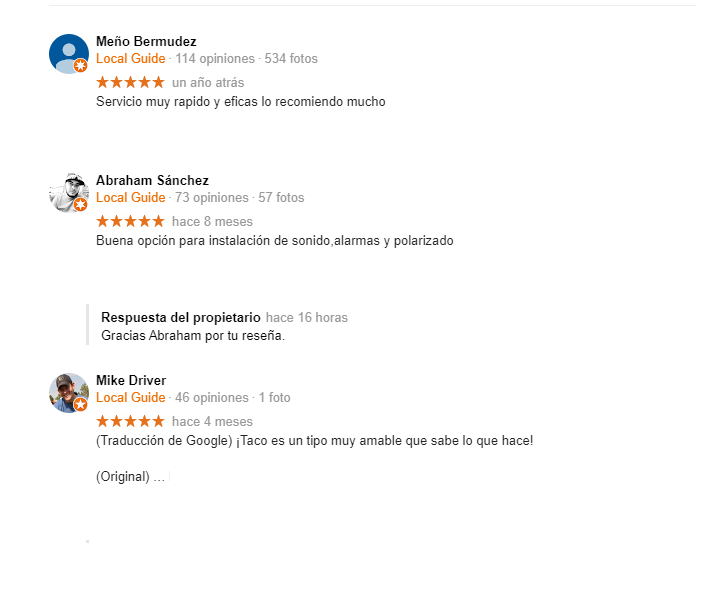 Meño Bermudez
Local Guide · 114 opiniones · 534 fotos
un año atrás
Servicio muy rapido y eficas lo recomiendo mucho
Abraham Sánchez
Local Guide · 73 opiniones · 57 fotos
hace 8 meses
Buena opción para instalación de sonido,alarmas y polarizado
Respuesta del propietario hace 16 horas
Gracias Abraham por tu reseña.
Mike Driver
Local Guide · 46 opiniones · 1 foto
hace 4 meses
(Traducción de Google) ¡Taco es un tipo muy amable que sabe lo que hace!
(Original) ...